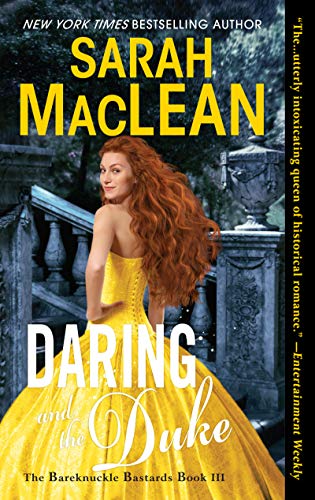 NEW YORK TIMES BESTSELLING AUTHOR
SARAH
MACLEAN
"The...utterly intoxicating queen of historical romance." —Entertainment Weekly
DARING
and the
Duke
The Bareknuckle Bastards Book III